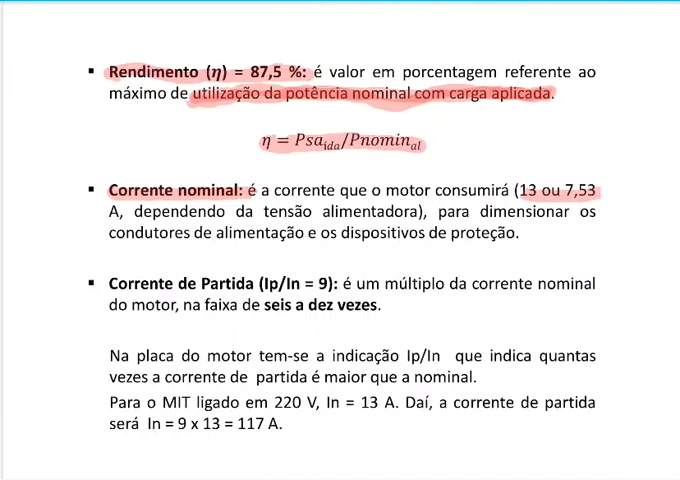 ▪ Rendimento (η) = 87,5 %: é valor em porcentagem referente ao
máximo de utilização da potência nominal com carga aplicada.
η = Psaída/Pnominal
▪ Corrente nominal: é a corrente que o motor consumirá (13 ou 7,53
A, dependendo da tensão alimentadora), para dimensionar os
condutores de alimentação e os dispositivos de proteção.
▪ Corrente de Partida (Ip/In = 9): é um múltiplo da corrente nominal
do motor, na faixa de seis a dez vezes.
Na placa do motor tem-se a indicação Ip/In que indica quantas
vezes a corrente de partida é maior que a nominal.
Para o MIT ligado em 220 V, In = 13 A. Daí, a corrente de partida
será In = 9 x 13 = 117 A.